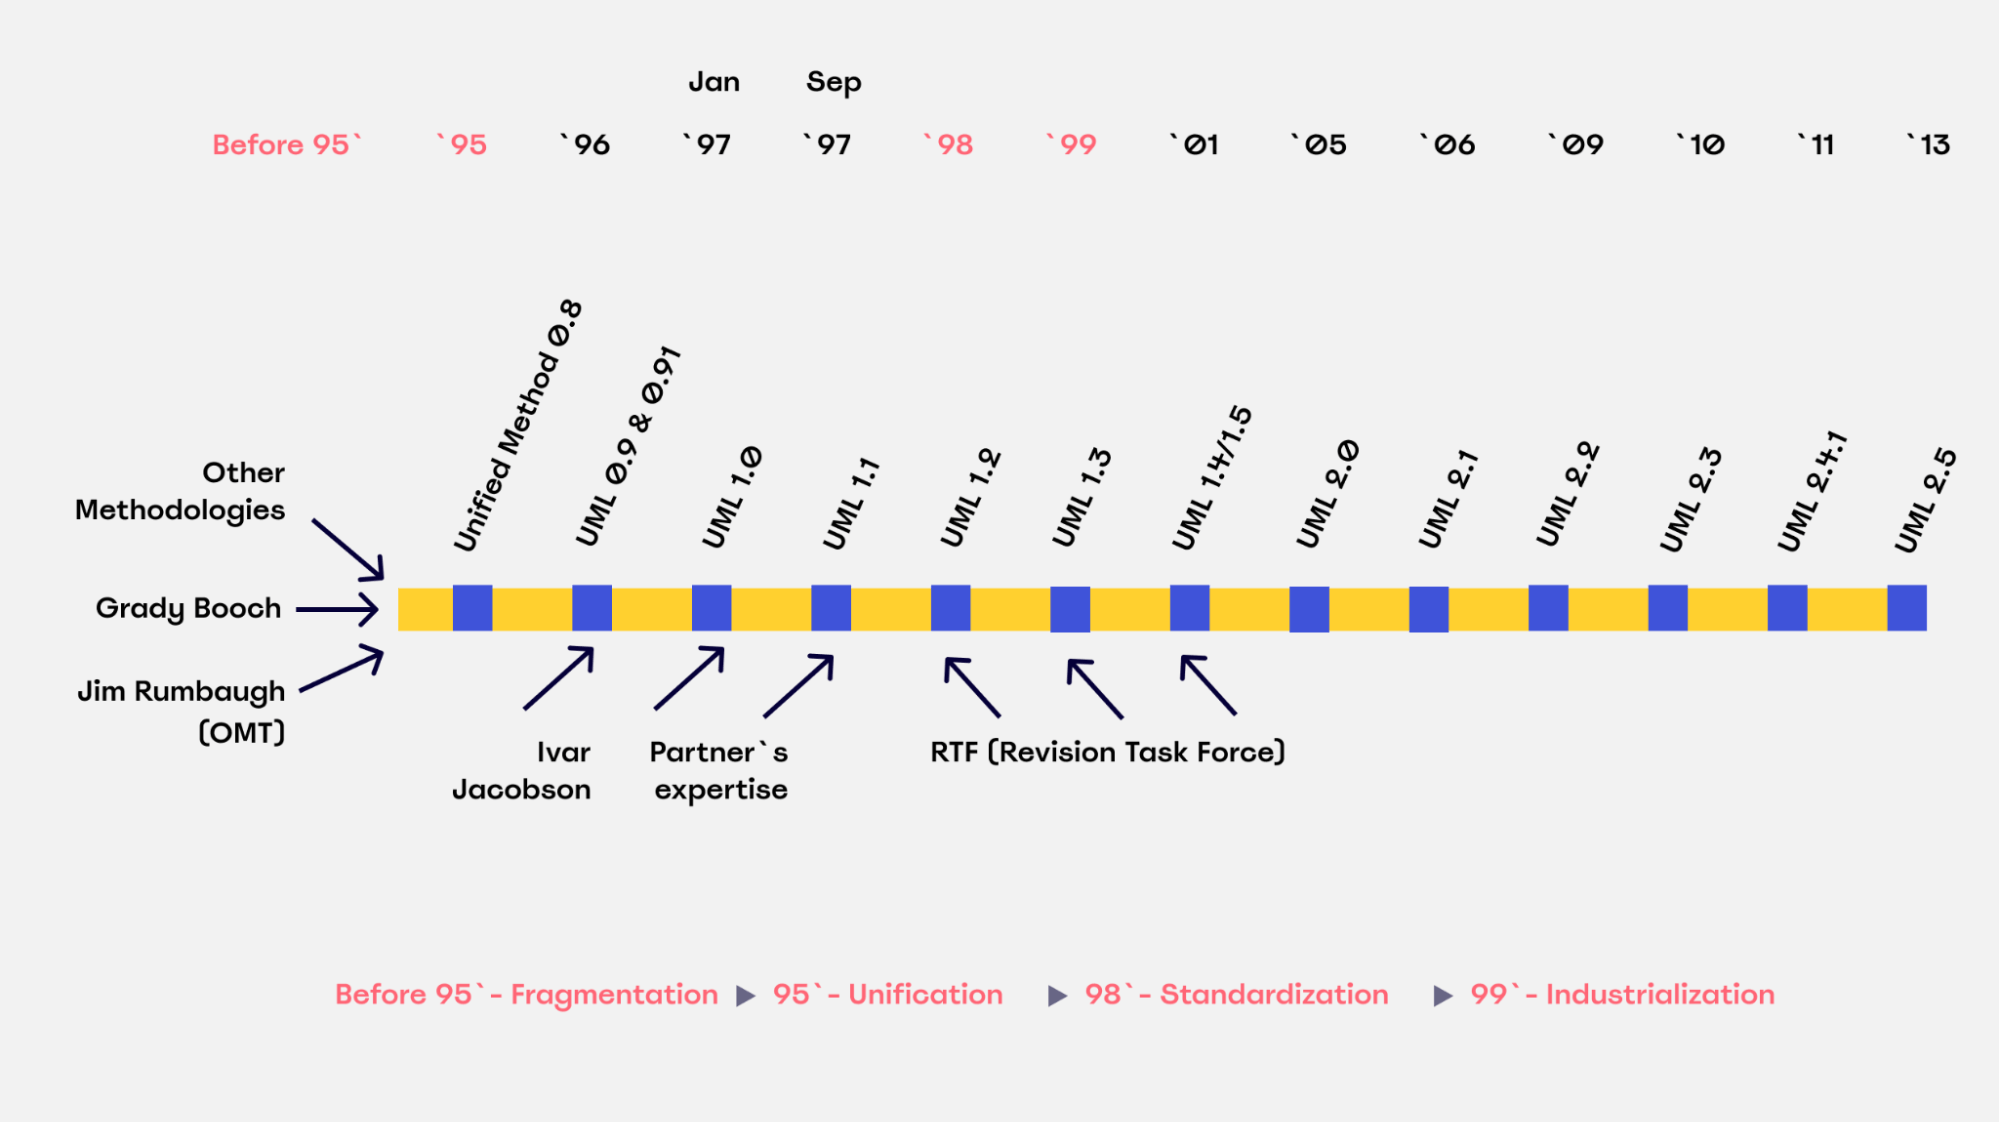 Jan Sep
Before 95` `95 `96 `97 `97 `98 `99 `01 `05 `06 `09 `10 `11 `13
Unified Method 0.8
UML 0.9 & 0.91
UML 1.0
UML 1.1
UML 1.2
UML 1.3
UML 1.4/1.5
UML 2.0
UML 2.1
UML 2.2
UML 2.3
UML 2.4.1
UML 2.5
Other
Methodologies
Grady Booch
Jim Rumbaugh
(OMT)
Ivar
Jacobson
Partner`s
expertise
RTF (Revision Task Force)
Before 95`- Fragmentation ▶ 95`- Unification ▶ 98`- Standardization ▶ 99`- Industrialization